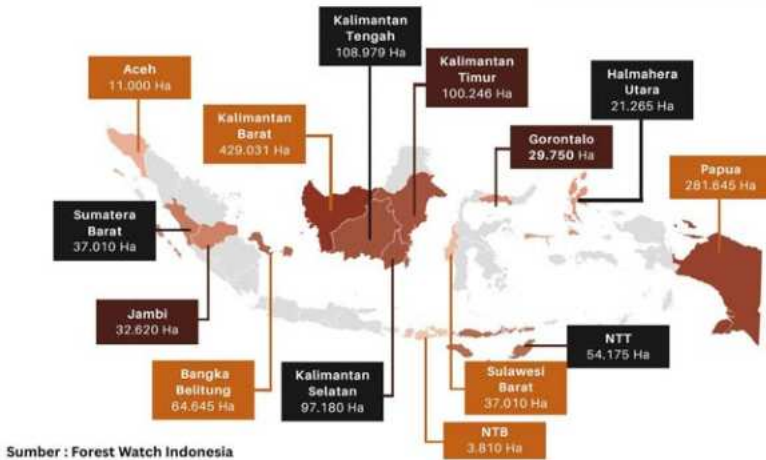 Kalimantan
Tengah
108.979 Ha
Aceh
11.000 Ha
Kalimantan
Timur
100.246 Ha
Halmahera
Utara
21.265 Ha
Kalimantan
Barat
429.031 Ha
Gorontalo
29.750 Ha
Papua
281.645 Ha
Sumatera
Barat
37.010 Ha
Jambi
32.620 Ha
NTT
54.175 Ha
Bangka
Belitung
64.645 Ha
Kalimantan
Selatan
97.180 Ha
Sulawesi
Barat
37.010 Ha
NTB
3.810 Ha
Sumber : Forest Watch Indonesia